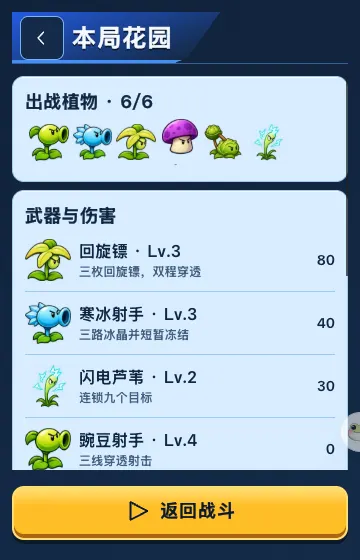 本局花园
出战植物 · 6/6
武器与伤害
回旋镖 · Lv.3
三枚回旋镖，双程穿透
80
寒冰射手 · Lv.3
三路冰晶并短暂冻结
40
闪电芦苇 · Lv.2
连锁九个目标
30
豌豆射手 · Lv.4
三线穿透射击
0
返回战斗